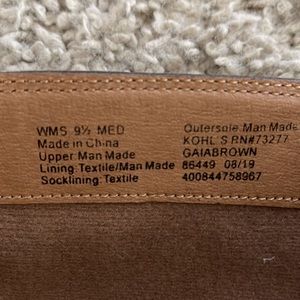 WMS 9½ MED
Made in China
Upper:Man Made
Lining:Textile/Man Made
Socklining:Textile
Outersole:Man Made
KOHL'S RN#73277
GAIABROWN
86449 08/19
400844758967